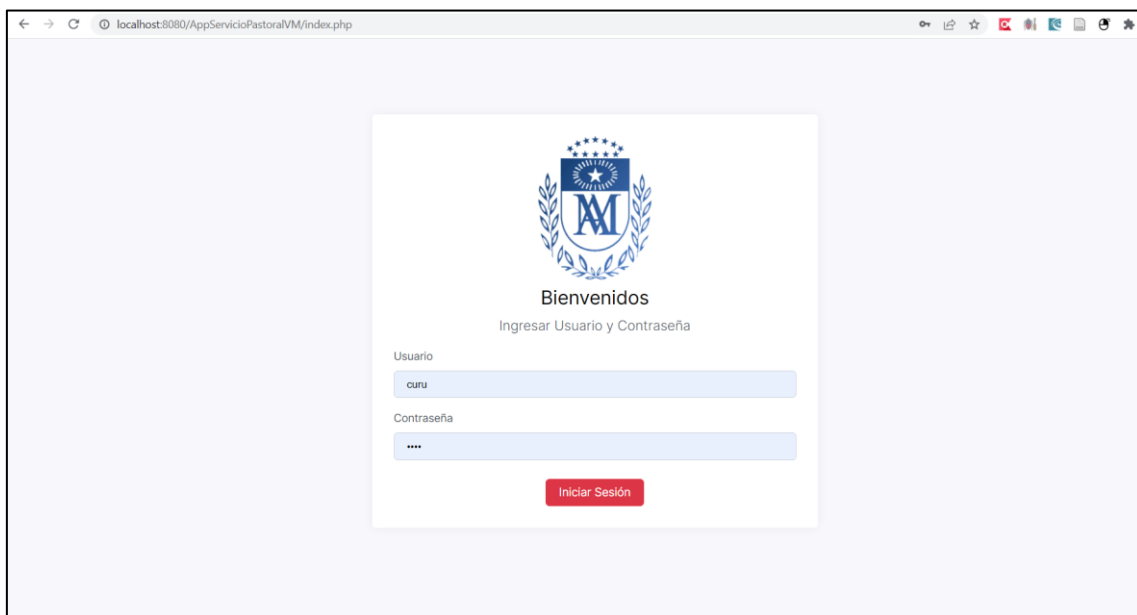 localhost:8080/AppServicioPastoralVM/index.php
Bienvenidos
Ingresar Usuario y Contraseña
Usuario
curu
Contraseña
••••
Iniciar Sesión